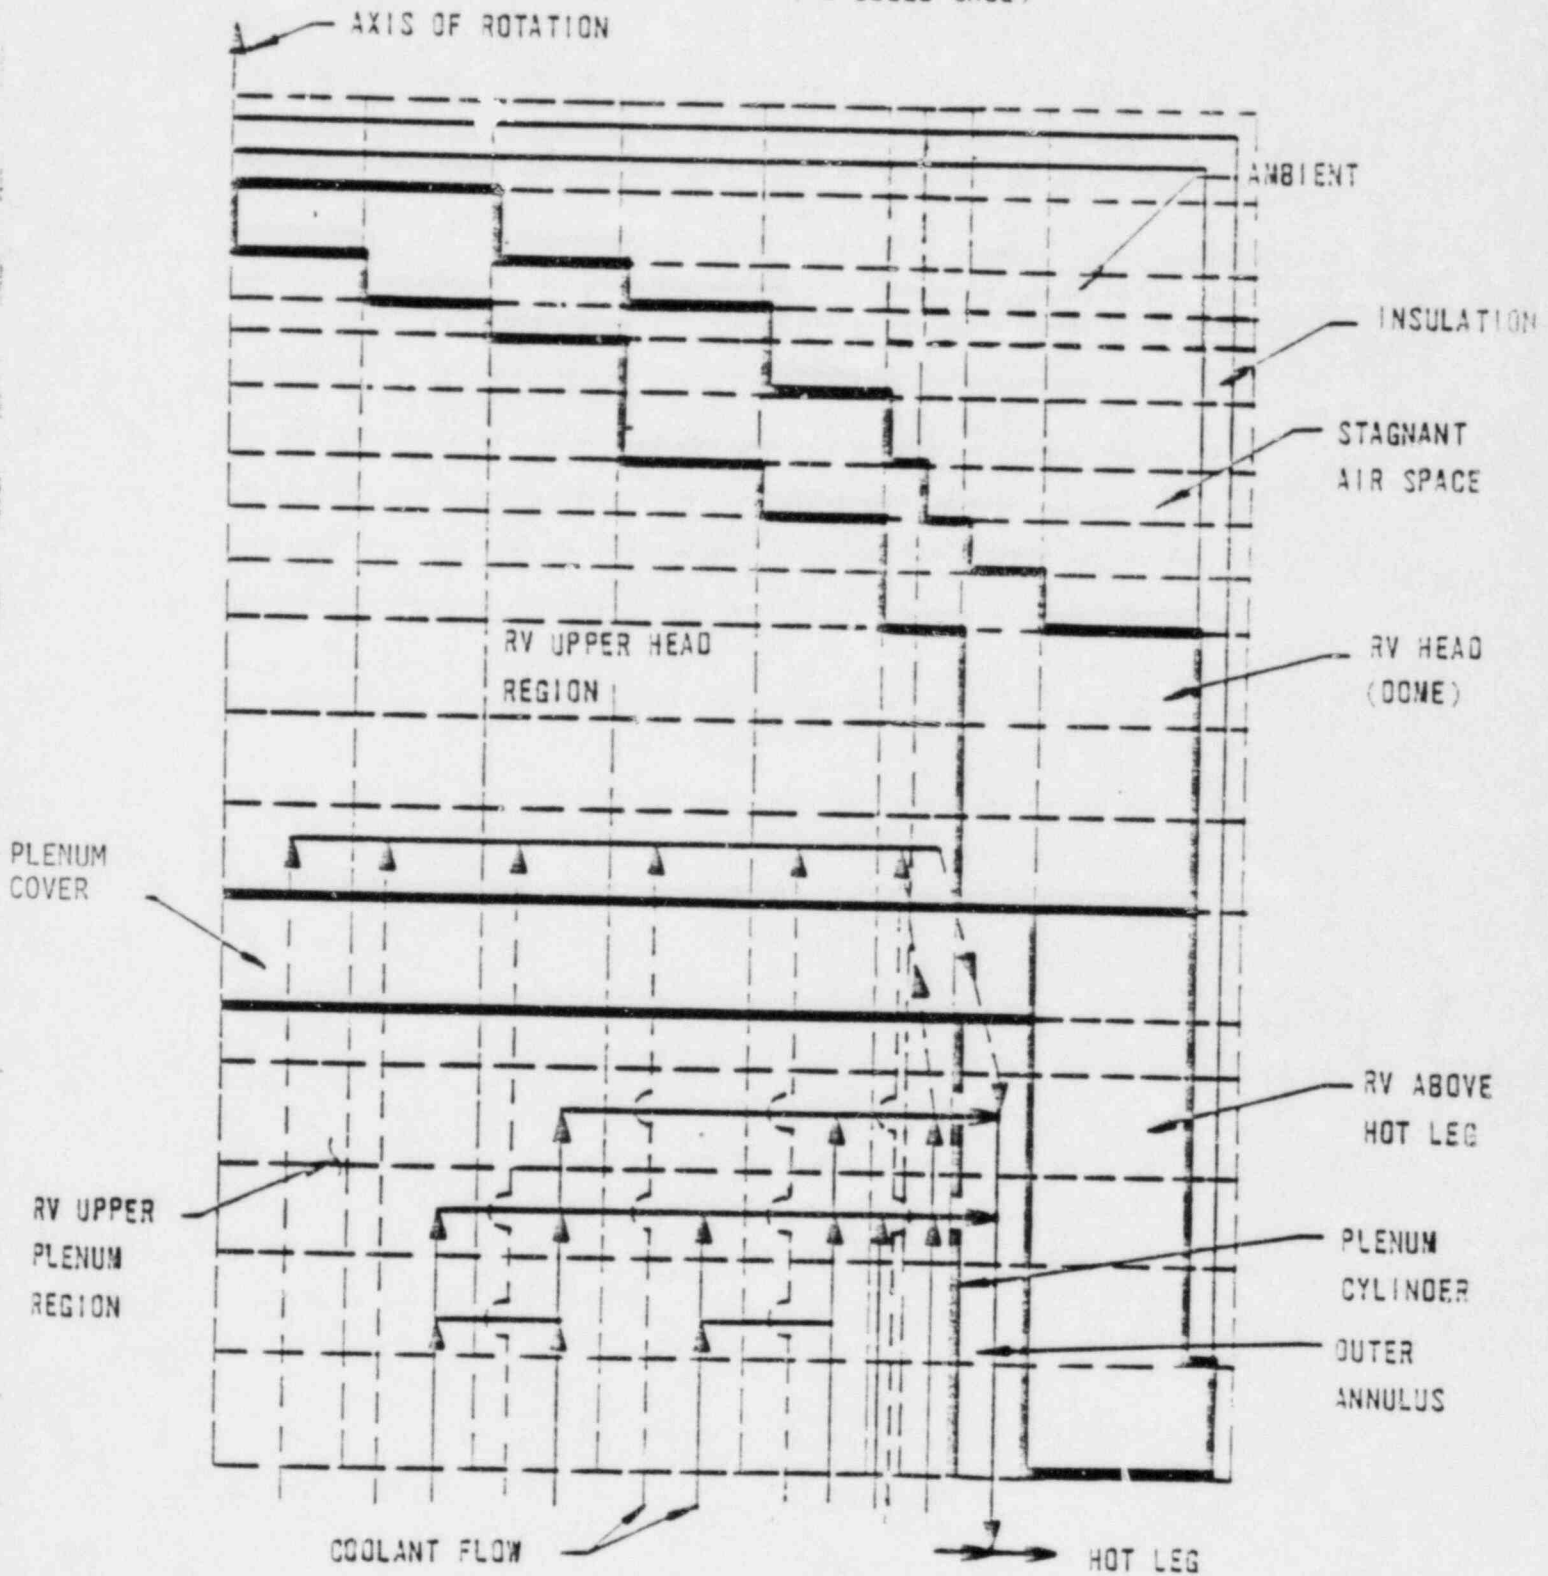 AXIS OF ROTATION
AMBIENT
INSULATION
STAGNANT
AIR SPACE
RV UPPER HEAD
REGION
RV HEAD
(DOME)
PLENUM
COVER
RV ABOVE
HOT LEG
RV UPPER
PLENUM
REGION
PLENUM
CYLINDER
OUTER
ANNULUS
COOLANT FLOW
HOT LEG